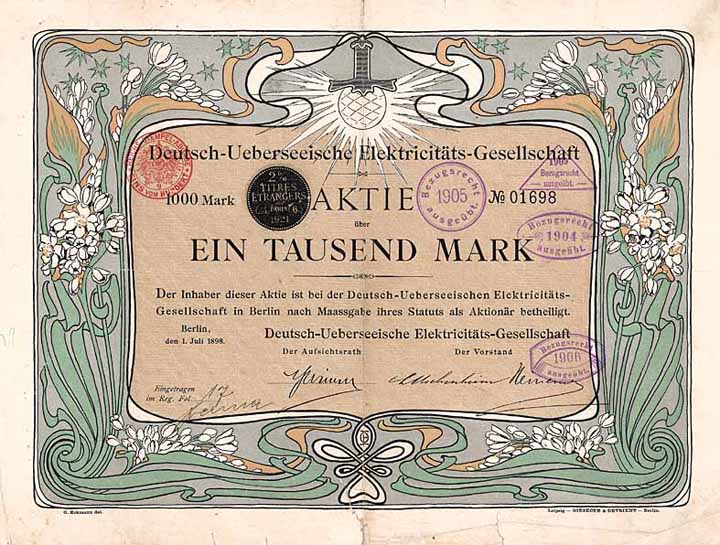 Deutsch-Ueberseeische Elektricitäts-Gesellschaft
1000 Mark
2%
TITRES
ETRANGERS
1921
AKTIE
Bezugsrecht
1905
ausgeübt.
Bezugsrecht
ausgeübt.
№ 01698
über
Bezugsrecht
1904
ausgeübt.
EIN TAUSEND MARK
Der Inhaber dieser Aktie ist bei der Deutsch-Ueberseeischen Elektricitäts-
Gesellschaft in Berlin nach Maassgabe ihres Statuts als Aktionär betheiligt.
Berlin,
den 1. Juli 1898.
Deutsch-Ueberseeische Elektricitäts-Gesellschaft
Der Aufsichtsrath
Der Vorstand
Bezugsrecht
1906
ausgeübt.
Eingetragen
im Reg. Fol.
Leipzig — GIESECKE & DEVRIENT — Berlin.